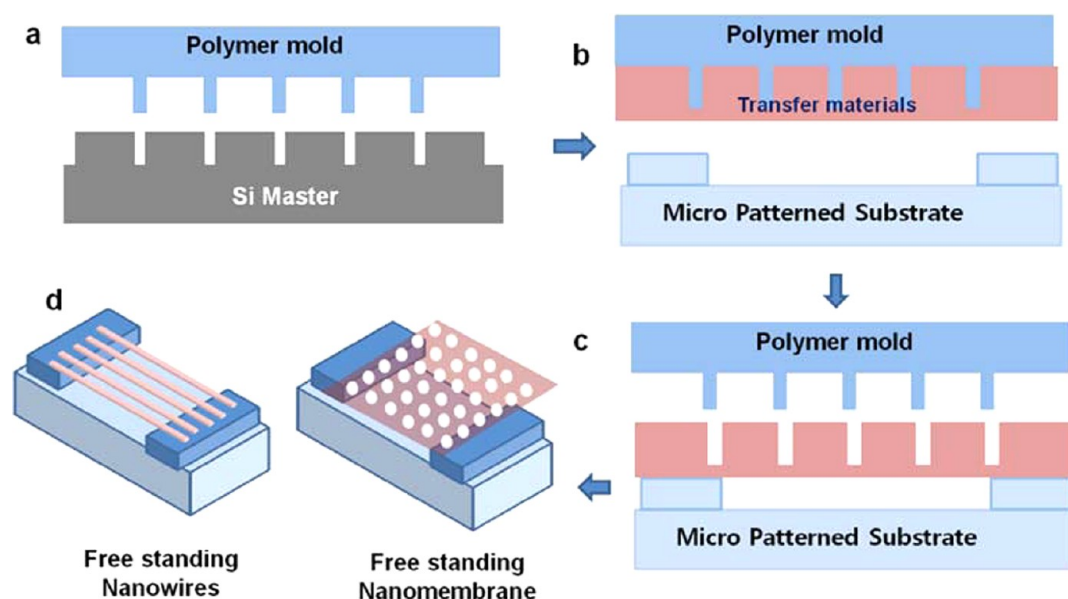 a
Polymer mold
Si Master
b
Polymer mold
Transfer materials
Micro Patterned Substrate
c
Polymer mold
Micro Patterned Substrate
d
Free standing
Nanowires
Free standing
Nanomembrane